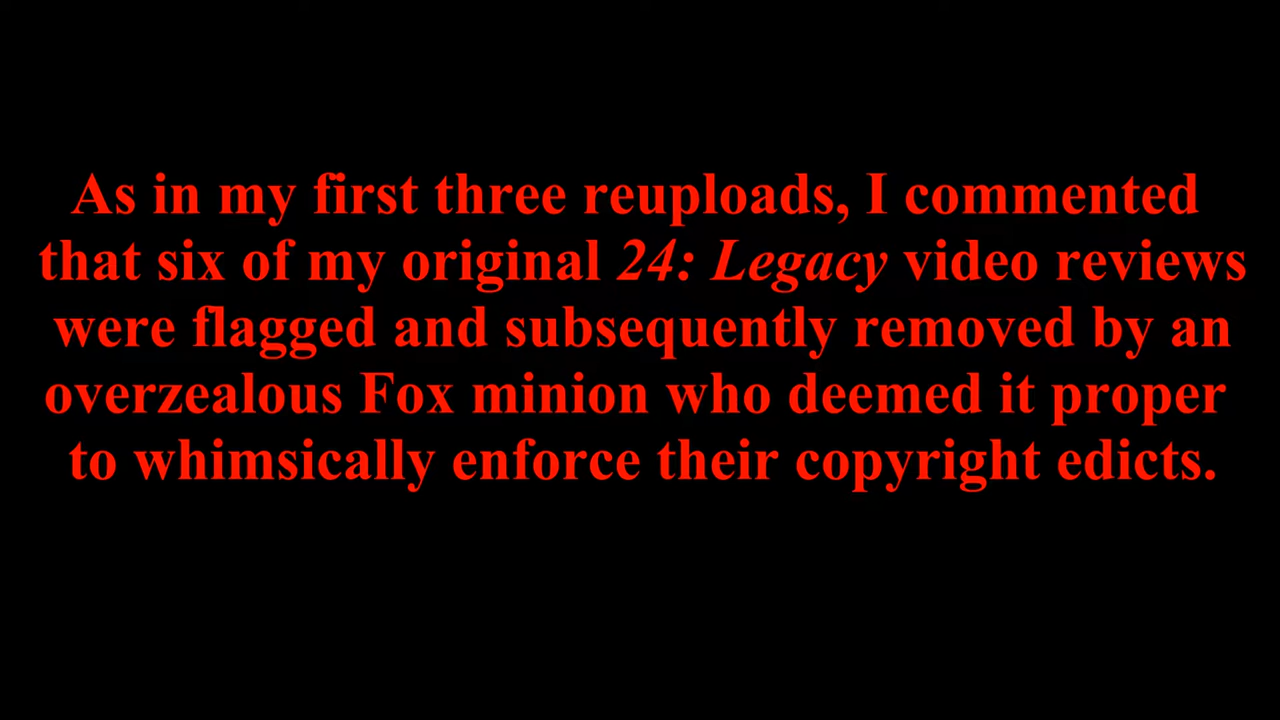 As in my first three reuploads, I commented
that six of my original 24: Legacy video reviews
were flagged and subsequently removed by an
overzealous Fox minion who deemed it proper
to whimsically enforce their copyright edicts.